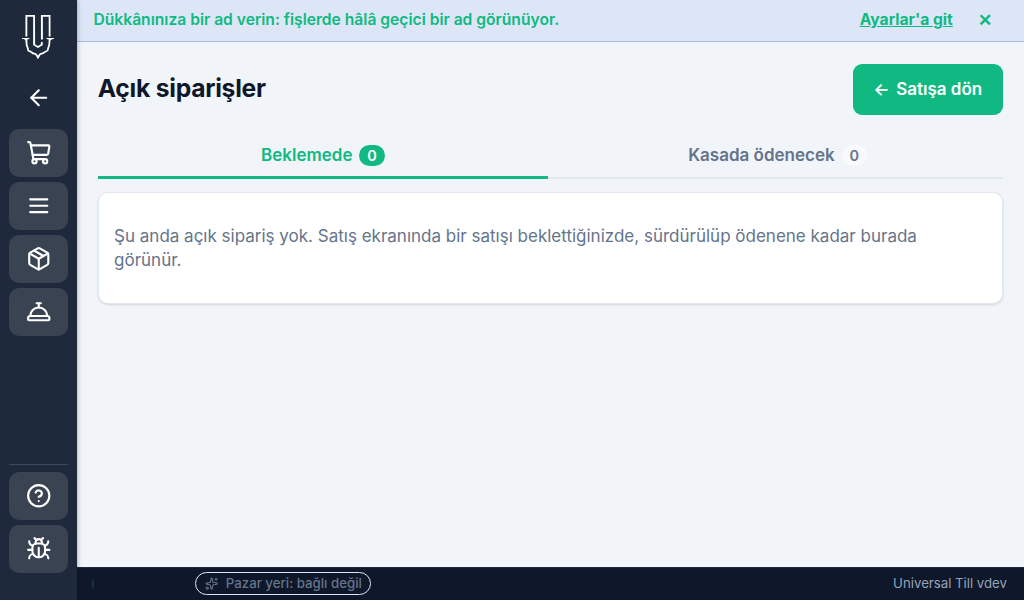 Dükkânınıza bir ad verin: fişlerde hâlâ geçici bir ad görünüyor.
Ayarlar'a git
Açık siparişler
Satışa dön
Beklemede 0
Kasada ödenecek 0
Şu anda açık sipariş yok. Satış ekranında bir satışı beklettiğinizde, sürdürülüp ödenene kadar burada
görünür.
Pazar yeri: bağlı değil
Universal Till vdev